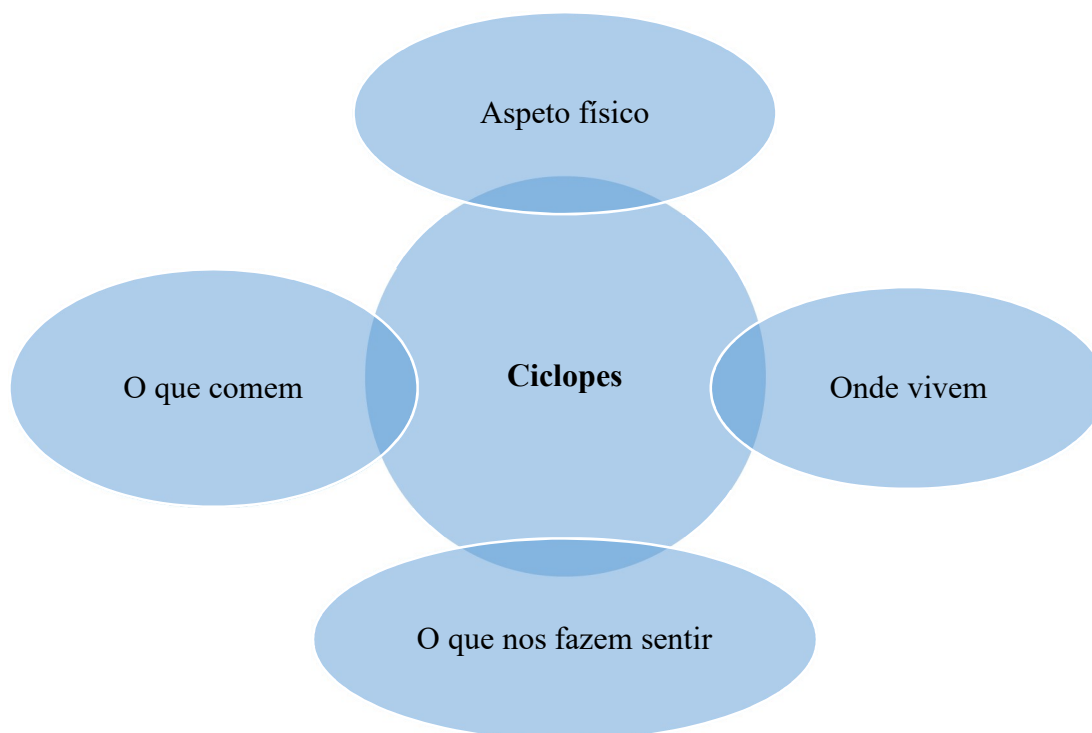 Aspeto físico
O que comem
Ciclopes
Onde vivem
O que nos fazem sentir